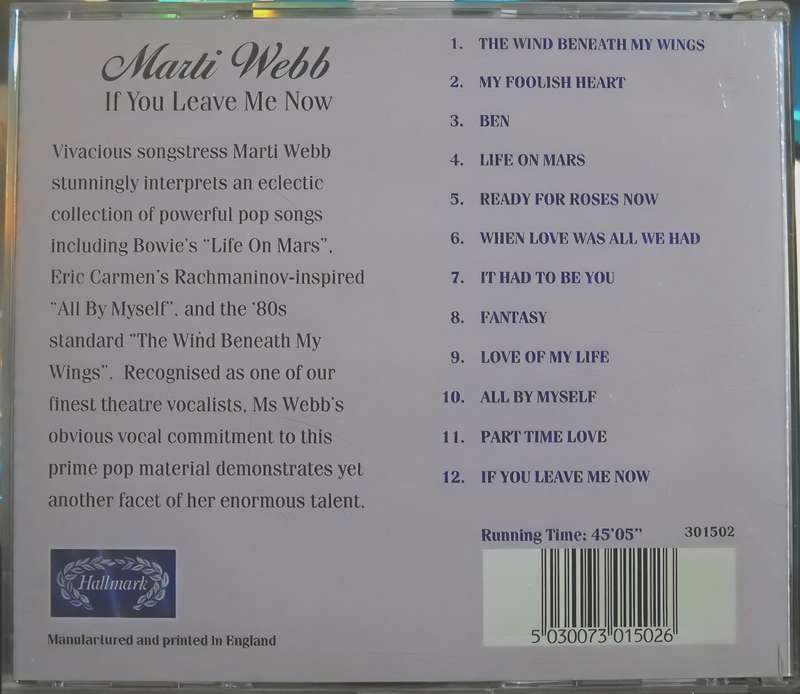 Marti Webb
If You Leave Me Now
Vivacious songstress Marti Webb
stunningly interprets an eclectic
collection of powerful pop songs
including Bowie's "Life On Mars",
Eric Carmen's Rachmaninov-inspired
"All By Myself", and the '80s
standard "The Wind Beneath My
Wings". Recognised as one of our
finest theatre vocalists, Ms Webb's
obvious vocal commitment to this
prime pop material demonstrates yet
another facet of her enormous talent.
Hallmark
Manufactured and printed in England
1. THE WIND BENEATH MY WINGS
2. MY FOOLISH HEART
3. BEN
4. LIFE ON MARS
5. READY FOR ROSES NOW
6. WHEN LOVE WAS ALL WE HAD
7. IT HAD TO BE YOU
8. FANTASY
9. LOVE OF MY LIFE
10. ALL BY MYSELF
11. PART TIME LOVE
12. IF YOU LEAVE ME NOW
Running Time: 45'05" 301502
5 030073 015026